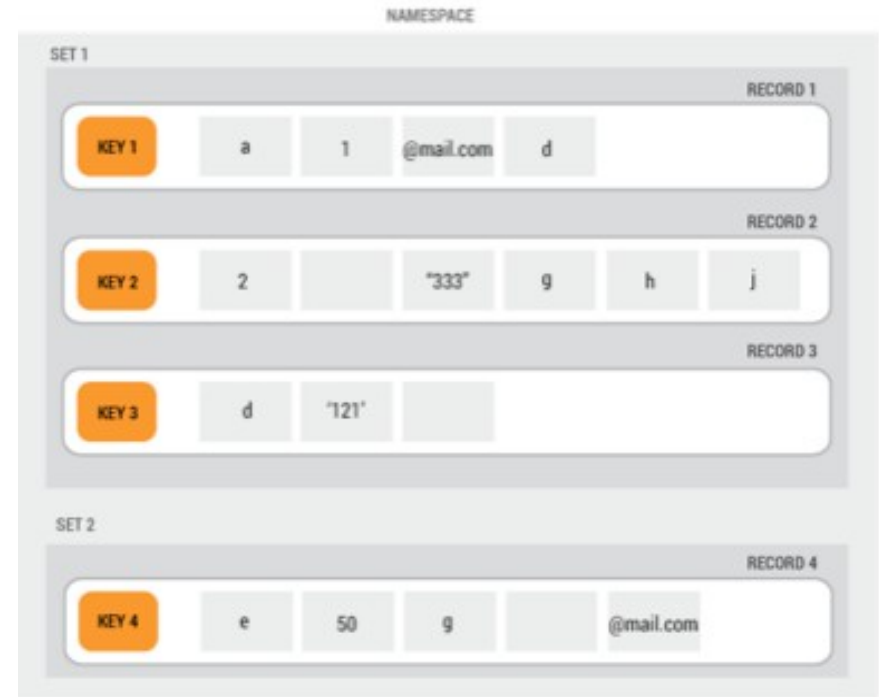 NAMESPACE
SET 1
RECORD 1
KEY 1 a 1 @mail.com d
RECORD 2
KEY 2 2 "333" g h j
RECORD 3
KEY 3 d '121'
SET 2
RECORD 4
KEY 4 e 50 g @mail.com